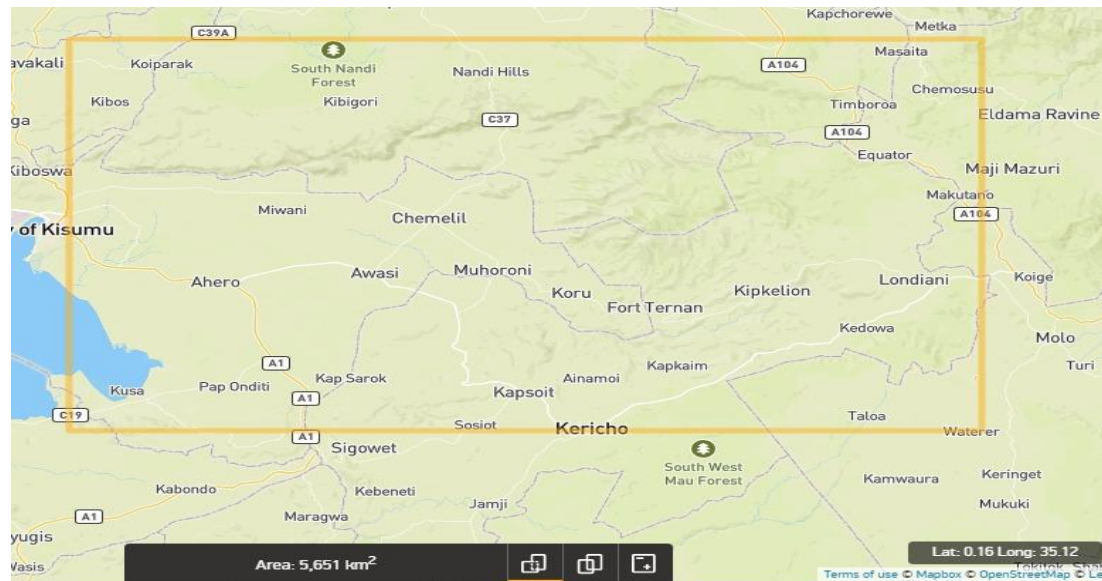 Kapchorewe
Metka
C39A
avakali
Koiparak
South Nandi
Forest
Nandi Hills
A104
Masaita
Kibos
Kibigori
Chemosusu
Timboroa
ga
C37
A104
Eldama Ravine
Kiboswa
Equator
Maji Mazuri
Makutano
Miwani
Chemelil
A104
y of Kisumu
Ahero
Awasi
Muhoroni
Koru
Kipkelion
Londiani
Koige
Fort Ternan
Kedowa
Molo
A1
Kapkaim
Turi
Kusa
Pap Onditi
Kap Sarok
Ainamoi
Kapsoit
A1
C19
Sosiot
Kericho
Taloa
Waterer
A1
Sigowet
South West
Mau Forest
Kamwaura
Keringet
Kabondo
Kebeneti
Jamji
Mukuki
A1
Maragwa
yugis
Wasis
Area: 5,651 km²
Lat: 0.16 Long: 35.12
Terms of use © Mapbox © OpenStreetMap © Le